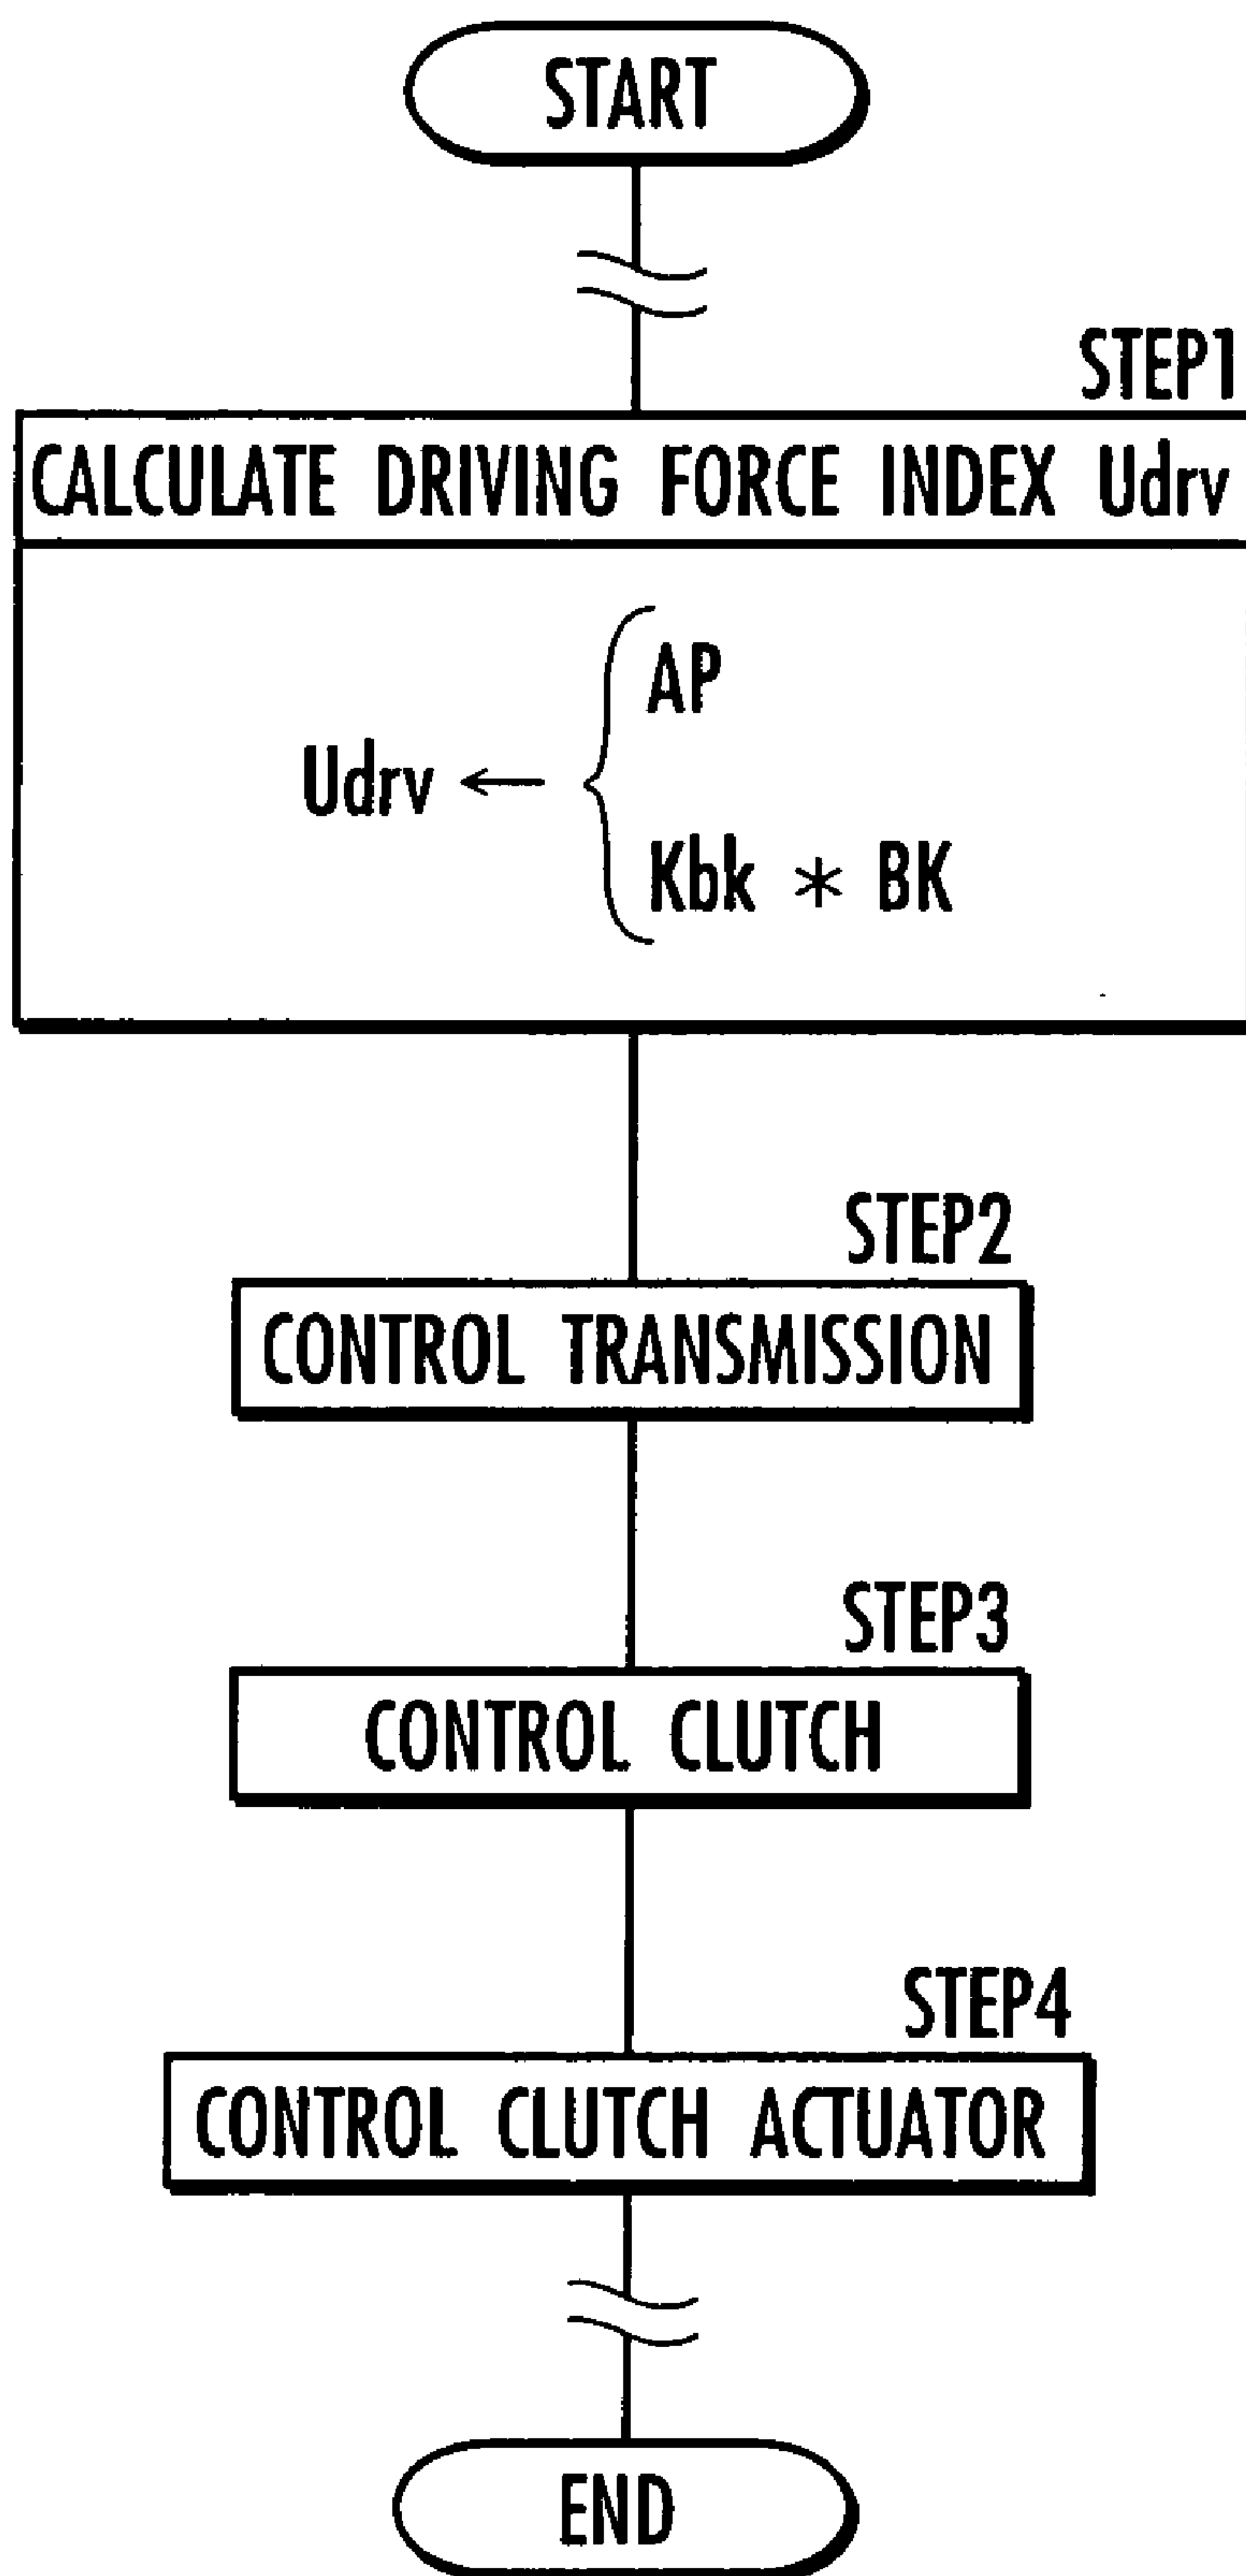 START
STEP1
CALCULATE DRIVING FORCE INDEX Udrv
AP
Udrv ←
Kbk * BK
STEP2
CONTROL TRANSMISSION
STEP3
CONTROL CLUTCH
STEP4
CONTROL CLUTCH ACTUATOR
END